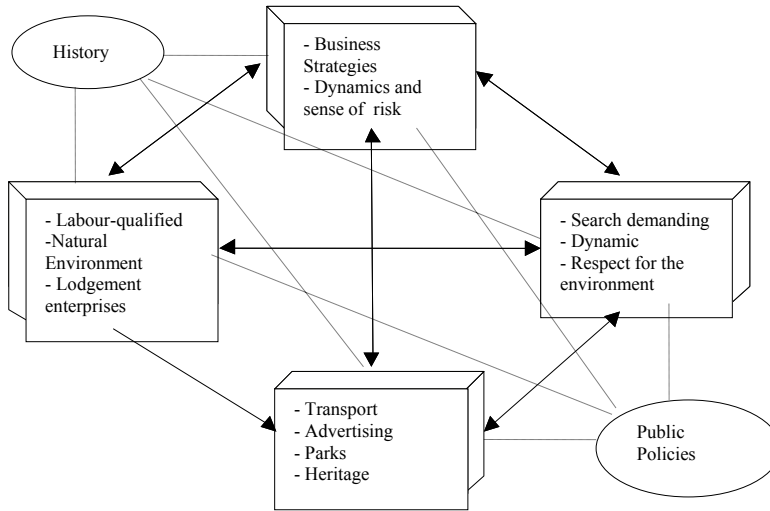 History
- Business
Strategies
- Dynamics and
sense of risk
- Labour-qualified
-Natural
Environment
- Lodgement
enterprises
- Search demanding
- Dynamic
- Respect for the
environment
- Transport
- Advertising
- Parks
- Heritage
Public
Policies